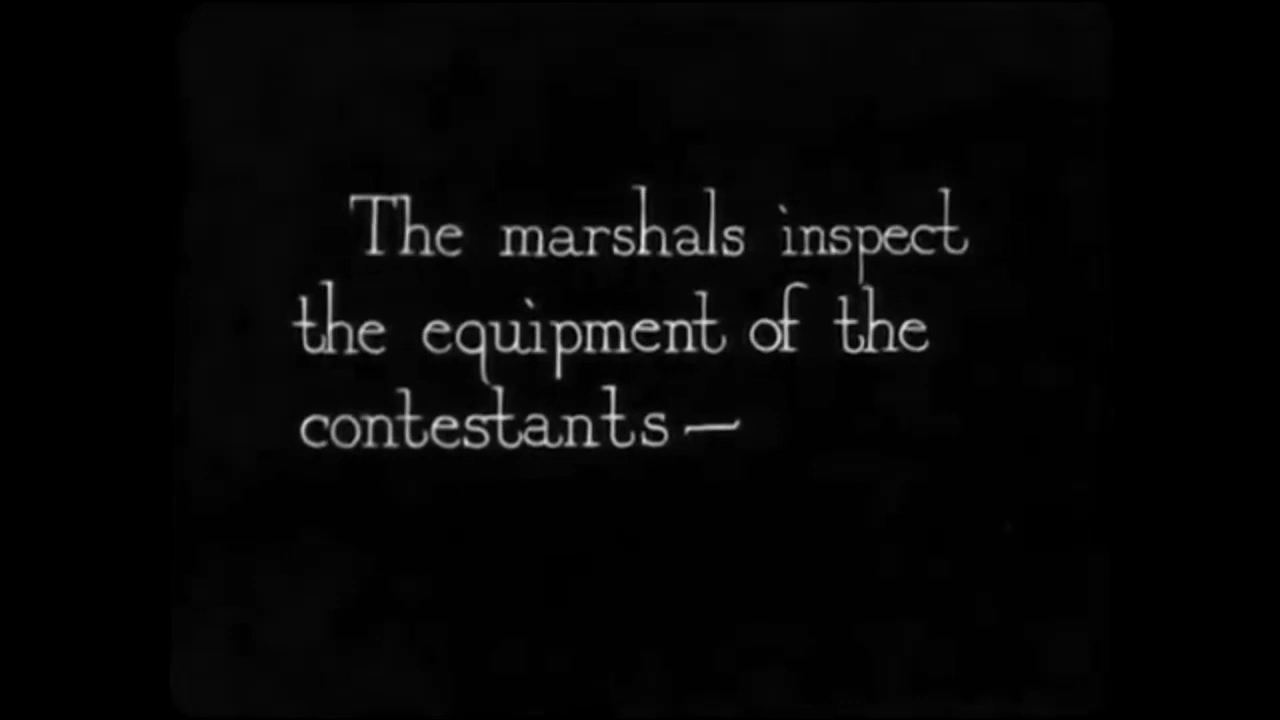 The marshals inspect
the equipment of the
contestants —